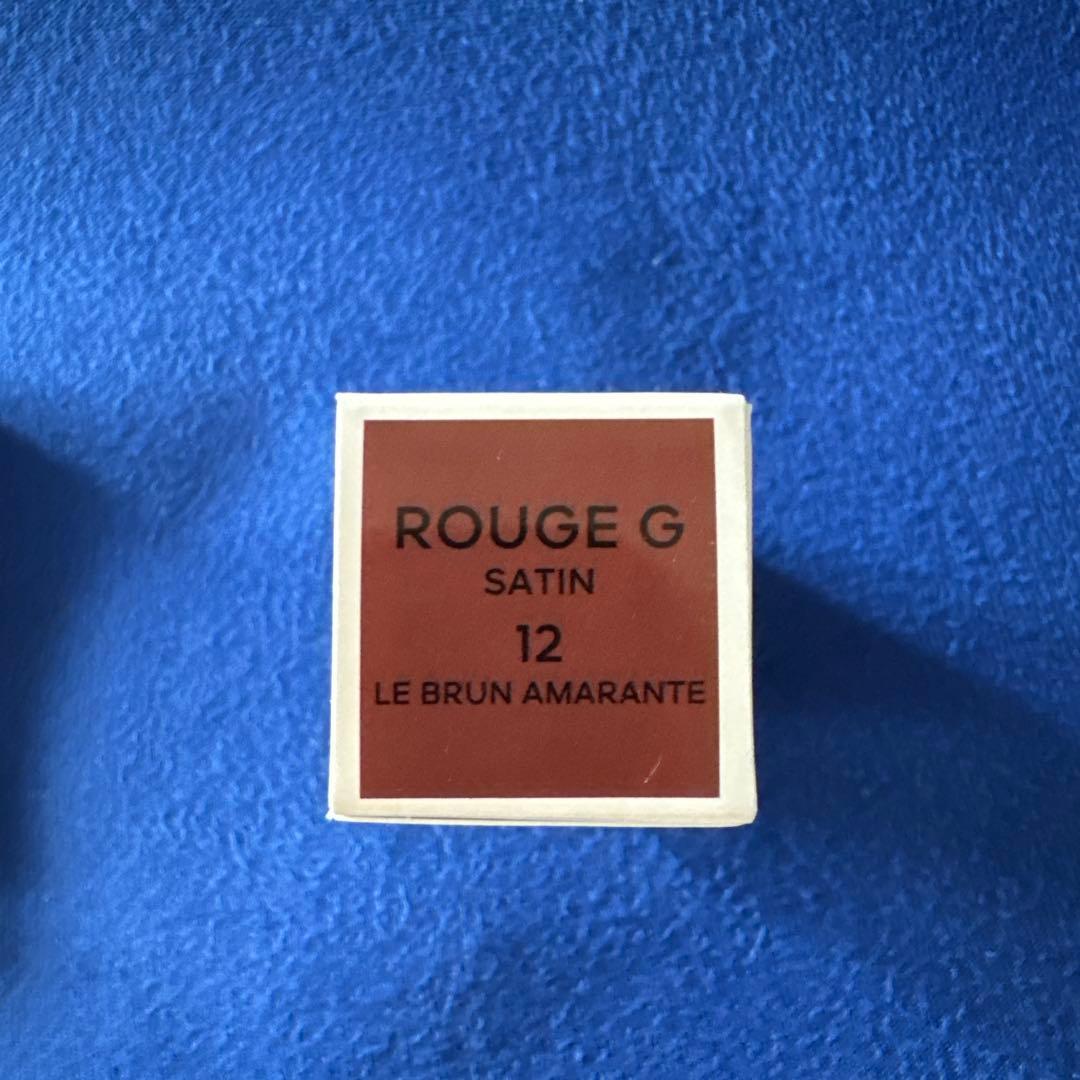 ROUGE G
SATIN
12
LE BRUN AMARANTE